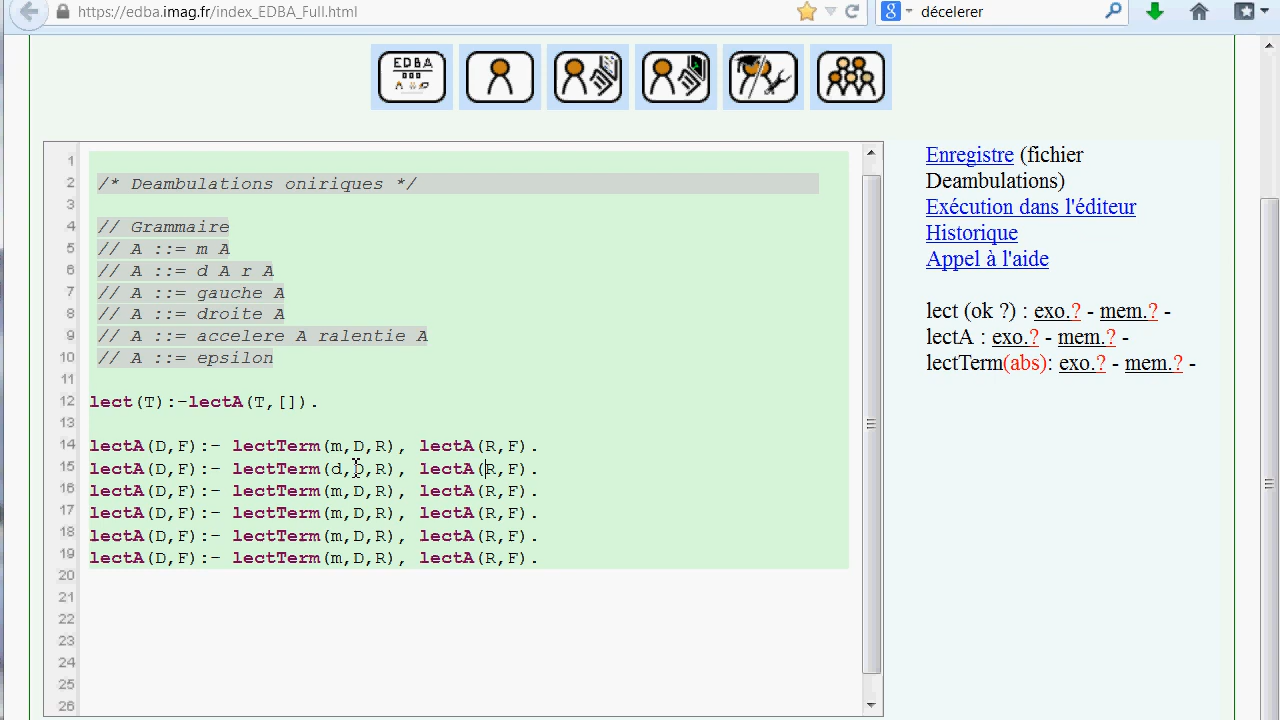 https://edba.imag.fr/index_EDBA_Full.html
décelerer
EDBA
1
2 /* Deambulations oniriques */
3
4 // Grammaire
5 // A ::= m A
6 // A ::= d A r A
7 // A ::= gauche A
8 // A ::= droite A
9 // A ::= accelere A ralentie A
10 // A ::= epsilon
11
12 lect(T):-lectA(T,[]).
13
14 lectA(D,F):- lectTerm(m,D,R), lectA(R,F).
15 lectA(D,F):- lectTerm(d,D,R), lectA(R,F).
16 lectA(D,F):- lectTerm(m,D,R), lectA(R,F).
17 lectA(D,F):- lectTerm(m,D,R), lectA(R,F).
18 lectA(D,F):- lectTerm(m,D,R), lectA(R,F).
19 lectA(D,F):- lectTerm(m,D,R), lectA(R,F).
20
21
22
23
24
25
26
Enregistre (fichier
Deambulations)
Exécution dans l'éditeur
Historique
Appel à l'aide
lect (ok ?) : exo.? - mem.? -
lectA : exo.? - mem.? -
lectTerm(abs): exo.? - mem.? -